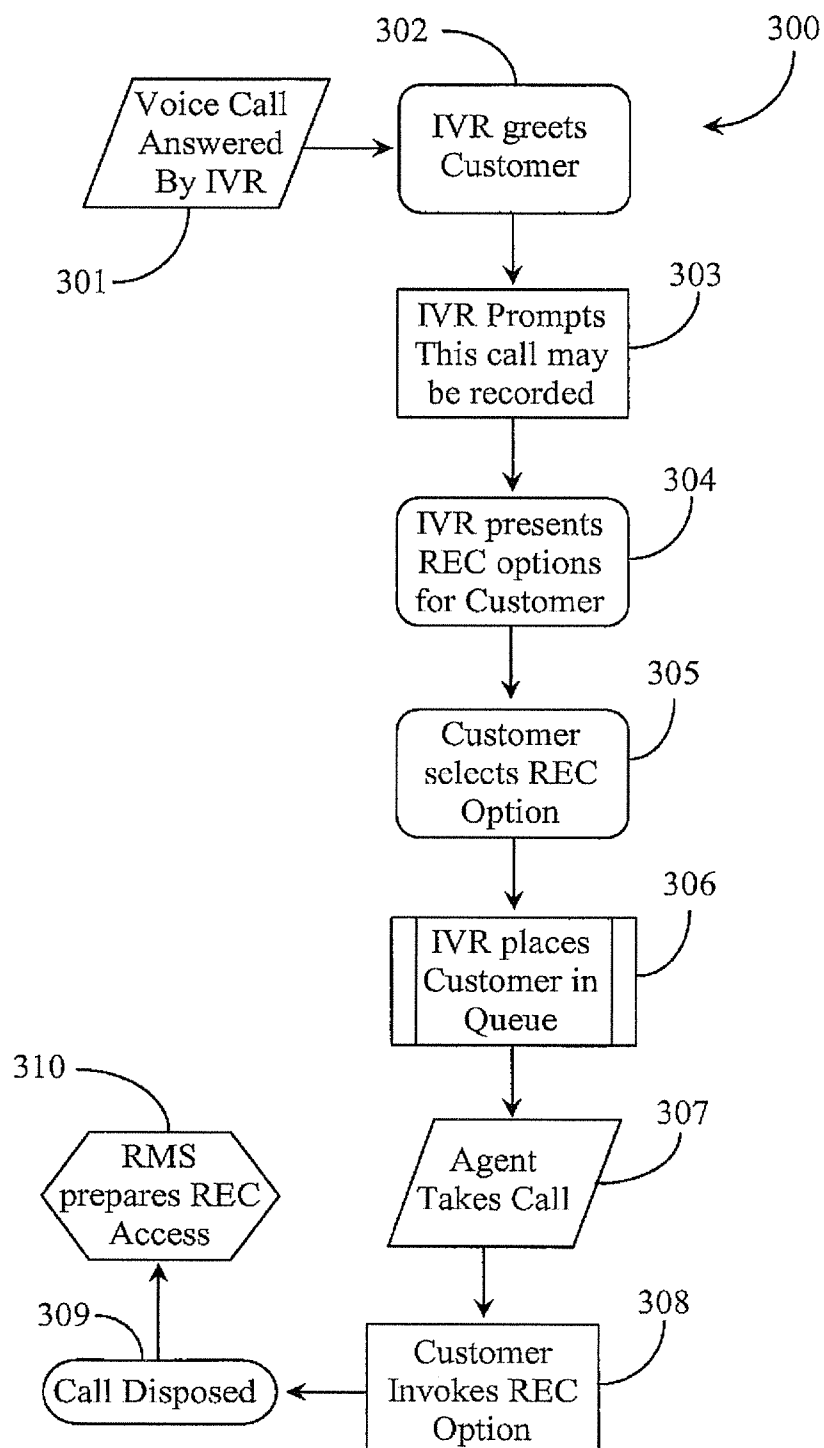 302
300
Voice Call
Answered
By IVR
IVR greets
Customer
301
303
IVR Prompts
This call may
be recorded
304
IVR presents
REC options
for Customer
305
Customer
selects REC
Option
306
IVR places
Customer in
Queue
310
307
RMS
prepares REC
Access
Agent
Takes Call
309
308
Call Disposed
Customer
Invokes REC
Option